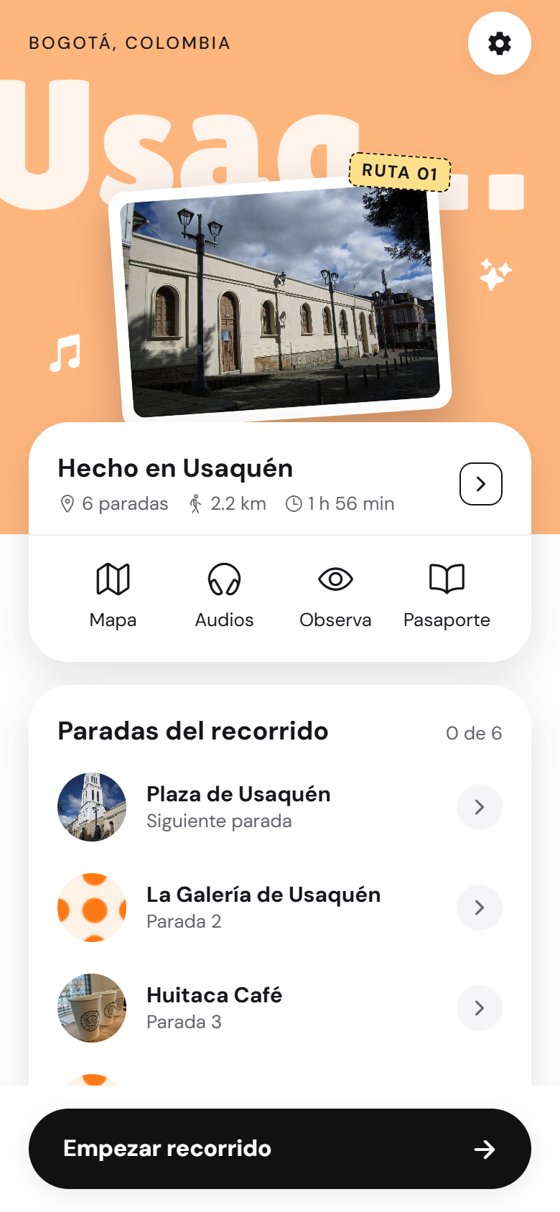 BOGOTÁ, COLOMBIA
Usaq...
RUTA 01
Hecho en Usaquén
6 paradas 2.2 km 1 h 56 min
Mapa Audios Observa Pasaporte
Paradas del recorrido 0 de 6
Plaza de Usaquén
Siguiente parada
La Galería de Usaquén
Parada 2
Huitaca Café
Parada 3
Empezar recorrido